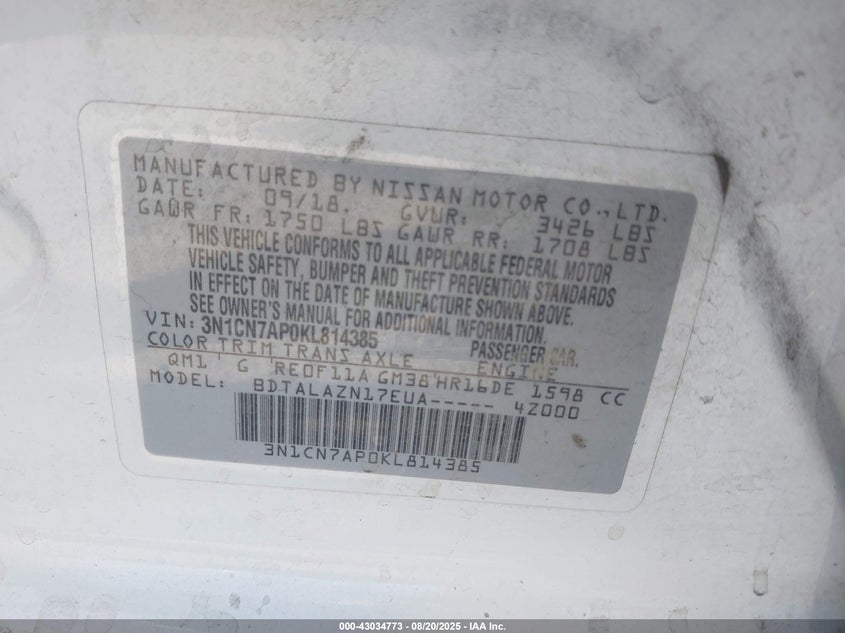 MANUFACTURED BY NISSAN MOTOR CO.,LTD.
DATE: 09/18. GVWR: 3426 LBS
GAWR FR: 1750 LBS GAWR RR: 1708 LBS
THIS VEHICLE CONFORMS TO ALL APPLICABLE FEDERAL MOTOR
VEHICLE SAFETY, BUMPER AND THEFT PREVENTION STANDARDS
IN EFFECT ON THE DATE OF MANUFACTURE SHOWN ABOVE.
SEE OWNER'S MANUAL FOR ADDITIONAL INFORMATION.
VIN: 3N1CN7AP0KL814385 PASSENGER CAR.
COLOR TRIM TRANS AXLE ENGINE
QM1 G RE0F11A GM38 HR16DE 1598 CC
MODEL: BDTALAZN17EUA----- 4Z000
3N1CN7AP0KL814385
000-43034773 - 08/20/2025 - IAA Inc.